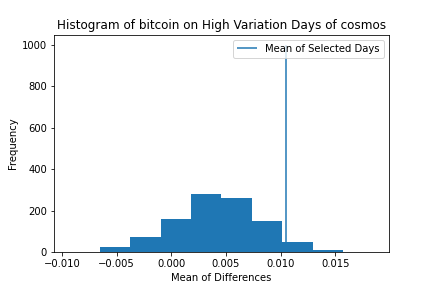 Histogram of bitcoin on High Variation Days of cosmos
Mean of Selected Days
1000
800
600
400
200
0
Frequency
−0.010 −0.005 0.000 0.005 0.010 0.015
Mean of Differences